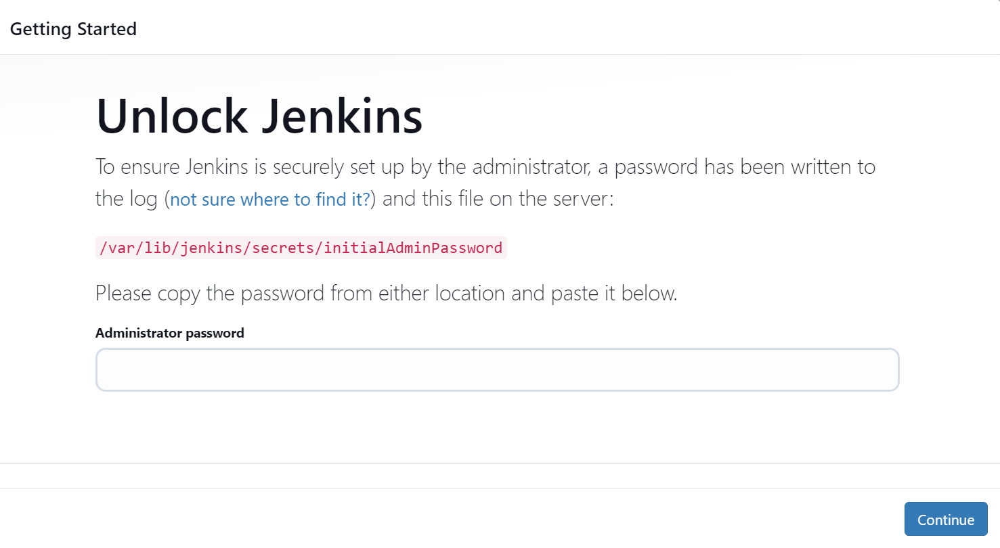 Getting Started
Unlock Jenkins
To ensure Jenkins is securely set up by the administrator, a password has been written to
the log (not sure where to find it?) and this file on the server:
/var/lib/jenkins/secrets/initialAdminPassword
Please copy the password from either location and paste it below.
Administrator password
Continue